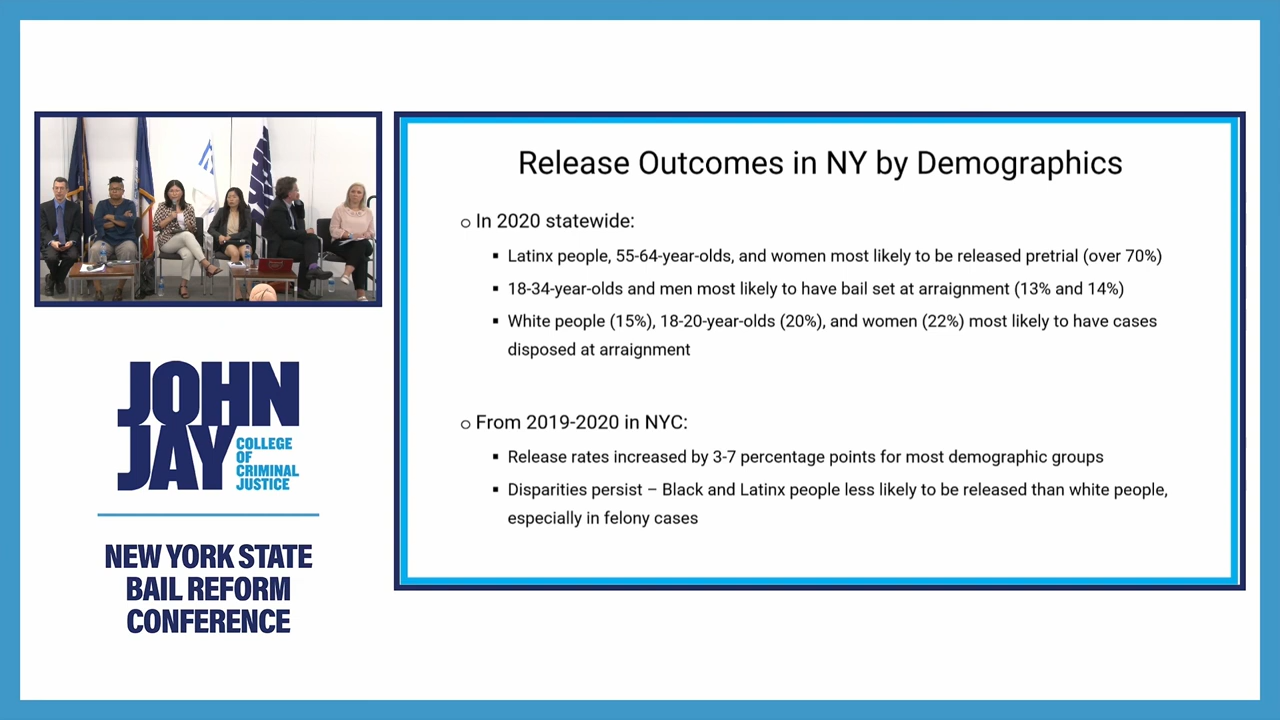 Release Outcomes in NY by Demographics
o In 2020 statewide:
▪ Latinx people, 55-64-year-olds, and women most likely to be released pretrial (over 70%)
▪ 18-34-year-olds and men most likely to have bail set at arraignment (13% and 14%)
▪ White people (15%), 18-20-year-olds (20%), and women (22%) most likely to have cases
disposed at arraignment
o From 2019-2020 in NYC:
▪ Release rates increased by 3-7 percentage points for most demographic groups
▪ Disparities persist – Black and Latinx people less likely to be released than white people,
especially in felony cases
JOHN
JAY
COLLEGE
OF
CRIMINAL
JUSTICE
NEW YORK STATE
BAIL REFORM
CONFERENCE